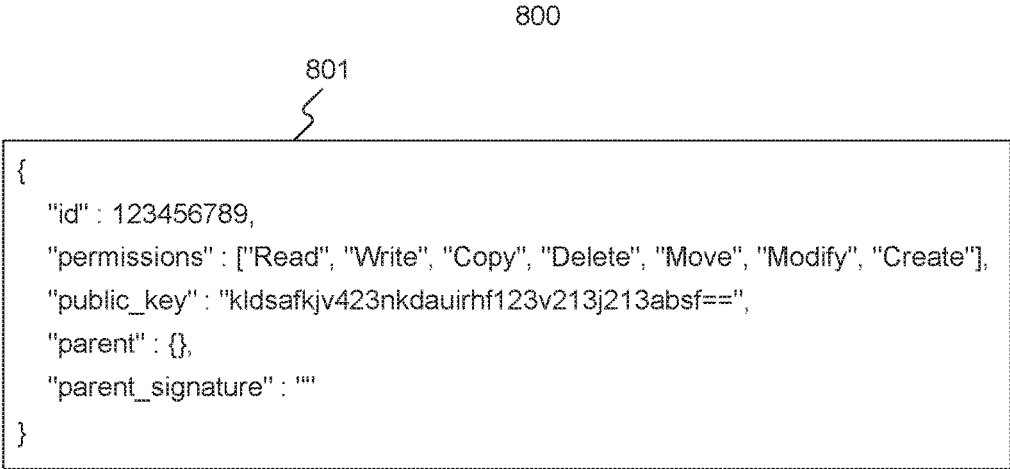 800
801
{
"id" : 123456789,
"permissions" : ["Read", "Write", "Copy", "Delete", "Move", "Modify", "Create"],
"public_key" : "kldsafkjv423nkdauirhf123v213j213absf==",
"parent" : {},
"parent_signature" : ""
}